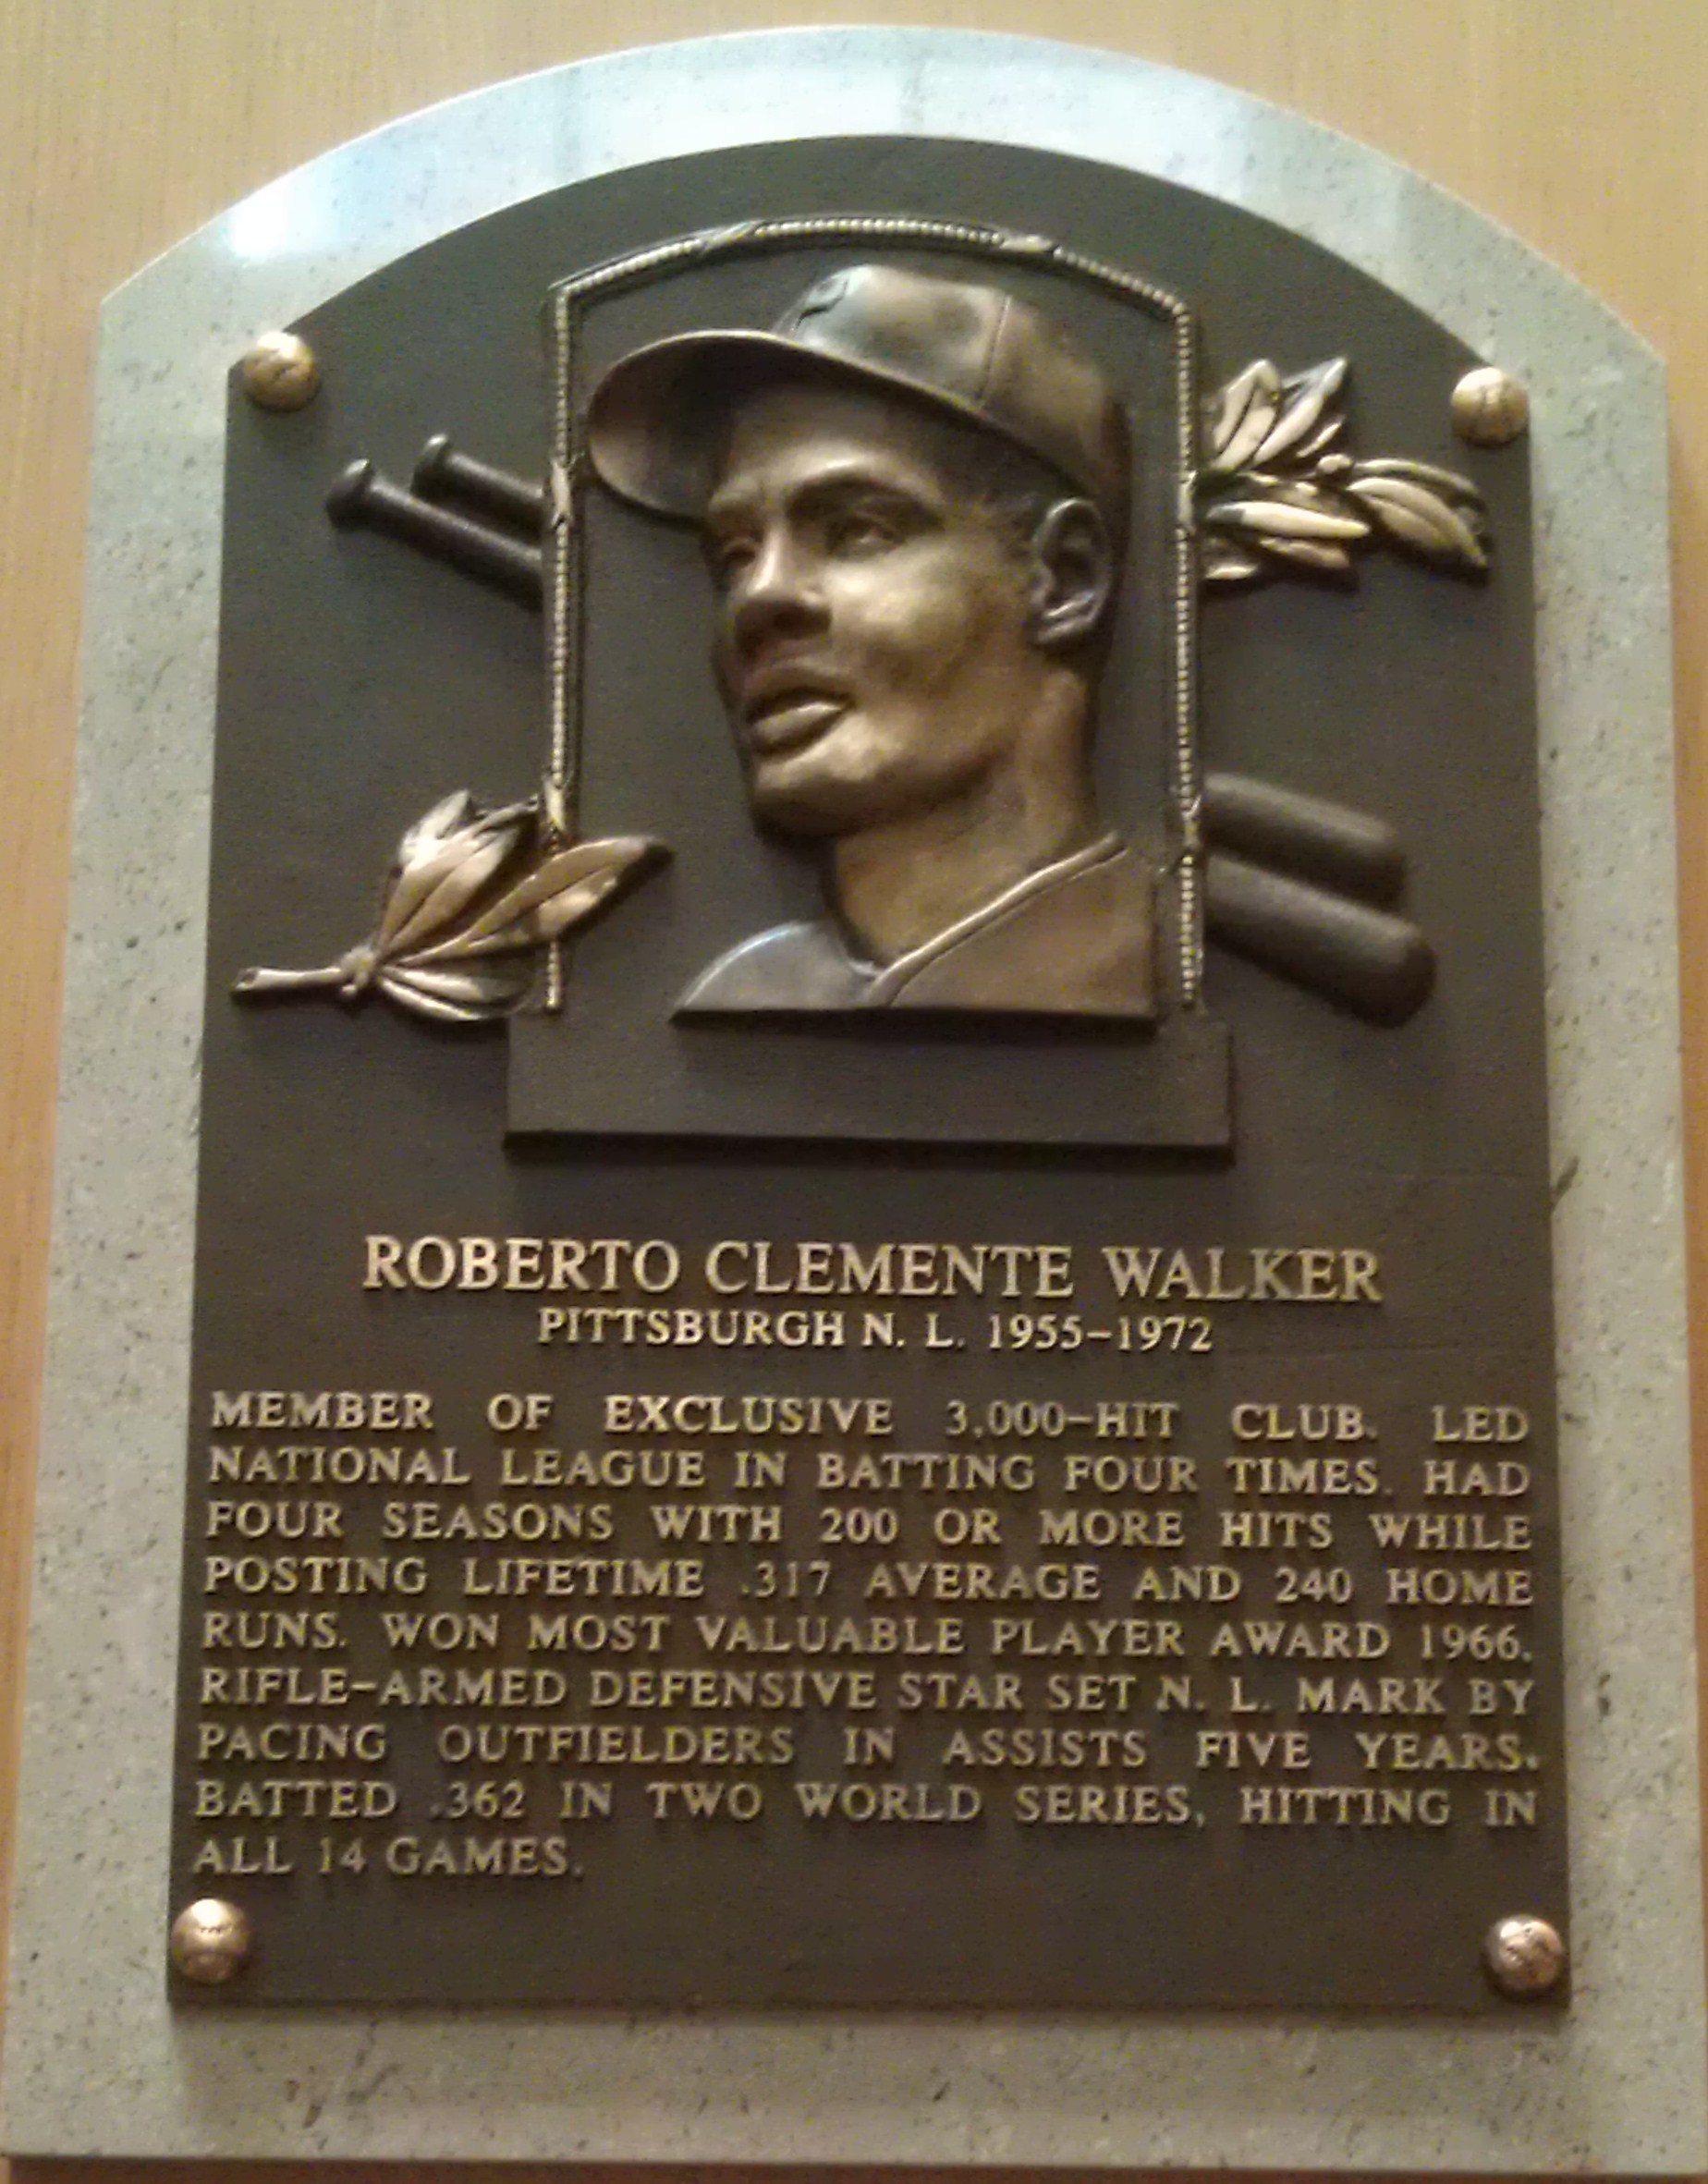 ROBERTO CLEMENTE WALKER
PITTSBURGH N. L. 1955-1972
MEMBER OF EXCLUSIVE 3,000-HIT CLUB. LED
NATIONAL LEAGUE IN BATTING FOUR TIMES. HAD
FOUR SEASONS WITH 200 OR MORE HITS WHILE
POSTING LIFETIME .317 AVERAGE AND 240 HOME
RUNS. WON MOST VALUABLE PLAYER AWARD 1966.
RIFLE-ARMED DEFENSIVE STAR SET N. L. MARK BY
PACING OUTFIELDERS IN ASSISTS FIVE YEARS.
BATTED .362 IN TWO WORLD SERIES, HITTING IN
ALL 14 GAMES.